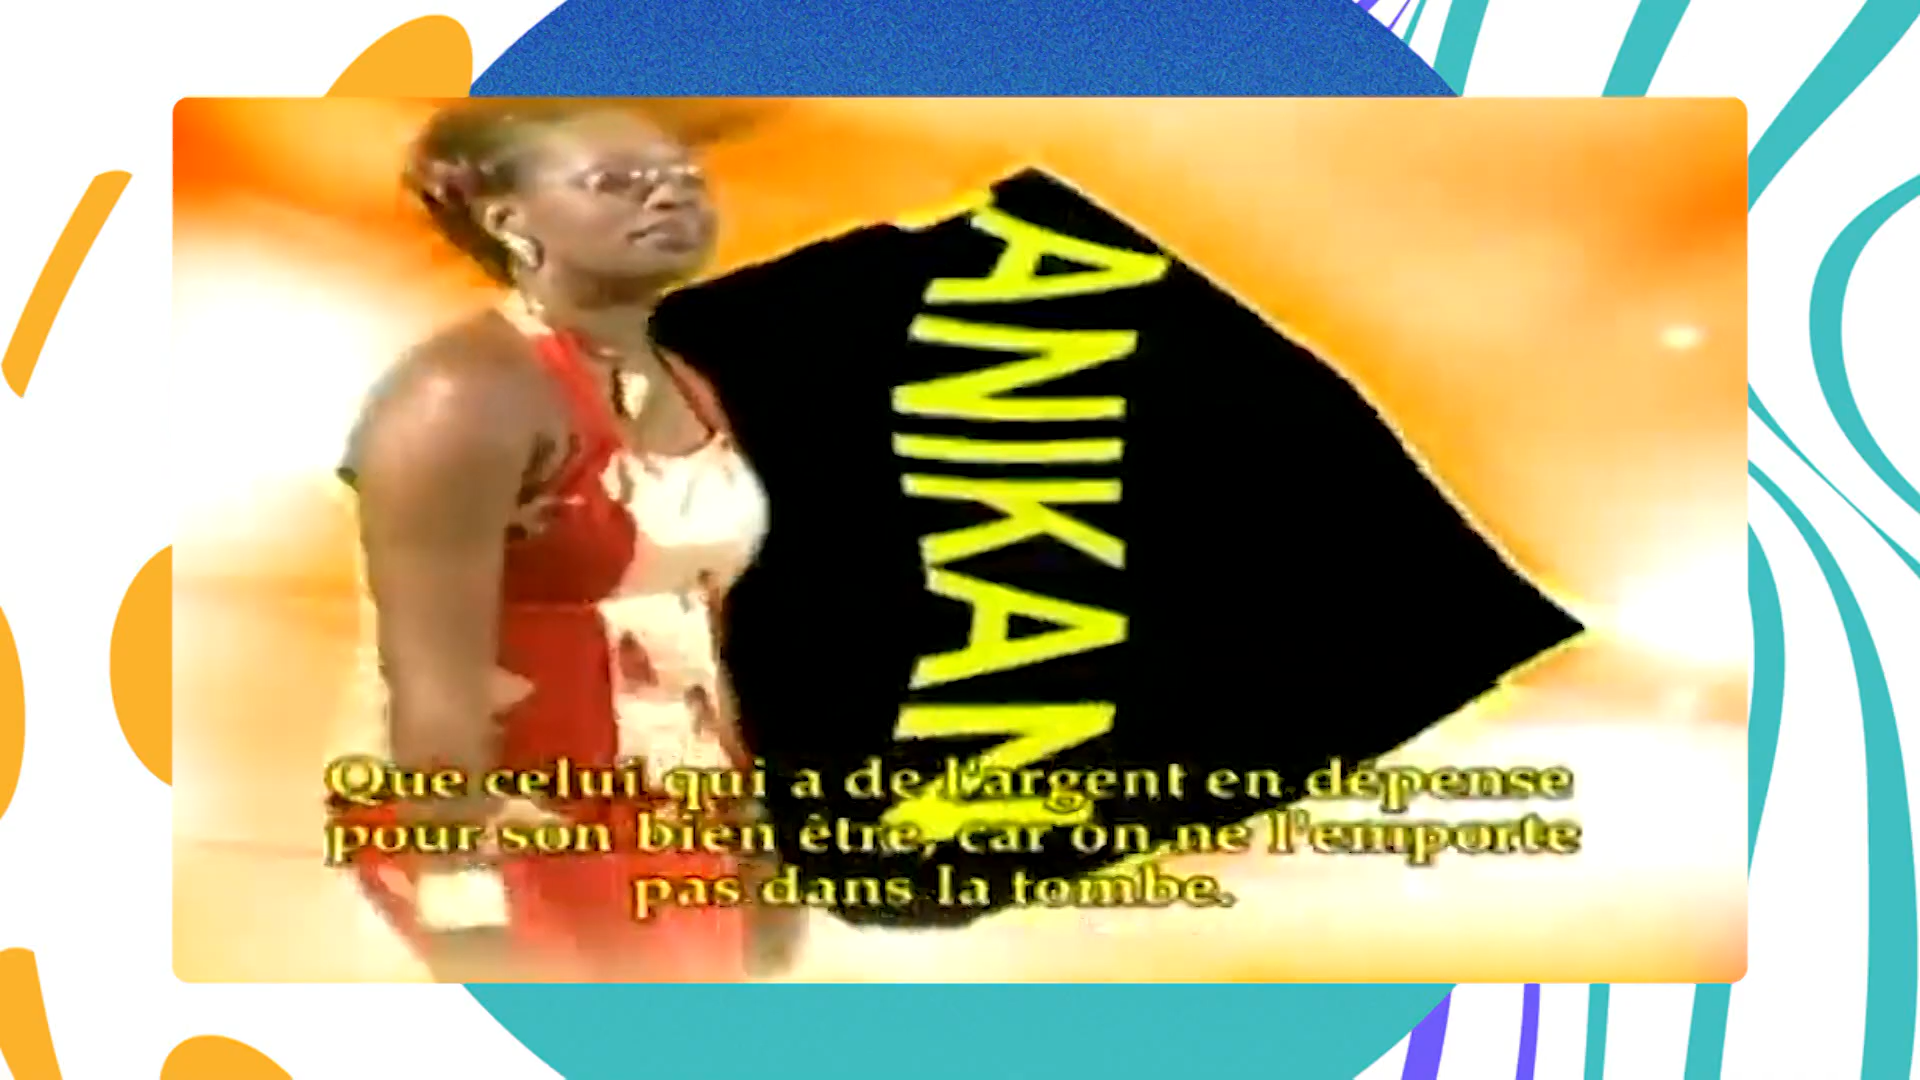 ANIKAN
Que celui qui a de l'argent en dépense
pour son bien être, car on ne l'emporte
pas dans la tombe.